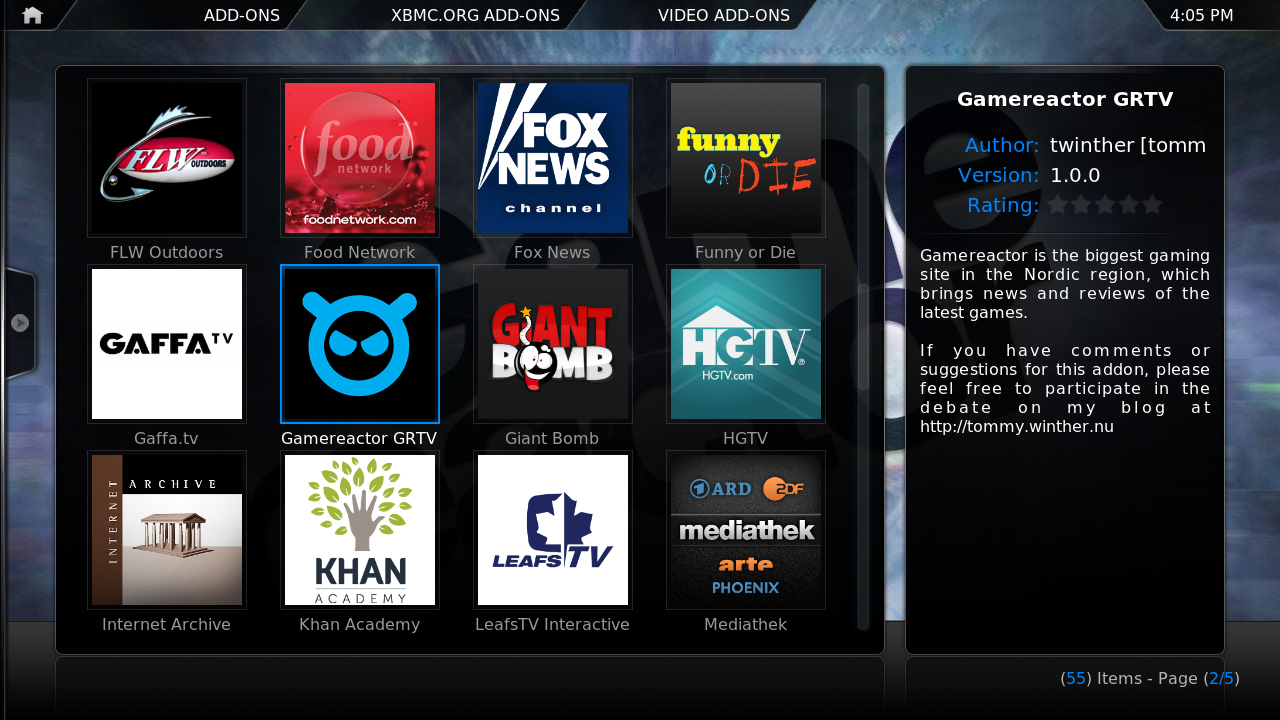 ADD-ONS XBMC.ORG ADD-ONS VIDEO ADD-ONS 4:05 PM
FLW OUTDOORS
food
network
foodnetwork.com
FOX
NEWS
channel
funny
OR DIE
FLW Outdoors Food Network Fox News Funny or Die
GAFFA TV
GIANT
BOMB
HGTV®
HGTV.com
Gaffa.tv Gamereactor GRTV Giant Bomb HGTV
INTERNET
ARCHIVE
KHAN
ACADEMY
LEAFS TV
ARD ZDF
mediathek
arte
PHOENIX
Internet Archive Khan Academy LeafsTV Interactive Mediathek
Gamereactor GRTV
Author: twinther [tomm
Version: 1.0.0
Rating:
Gamereactor is the biggest gaming
site in the Nordic region, which
brings news and reviews of the
latest games.
If you have comments or
suggestions for this addon, please
feel free to participate in the
debate on my blog at
http://tommy.winther.nu
(55) Items - Page (2/5)